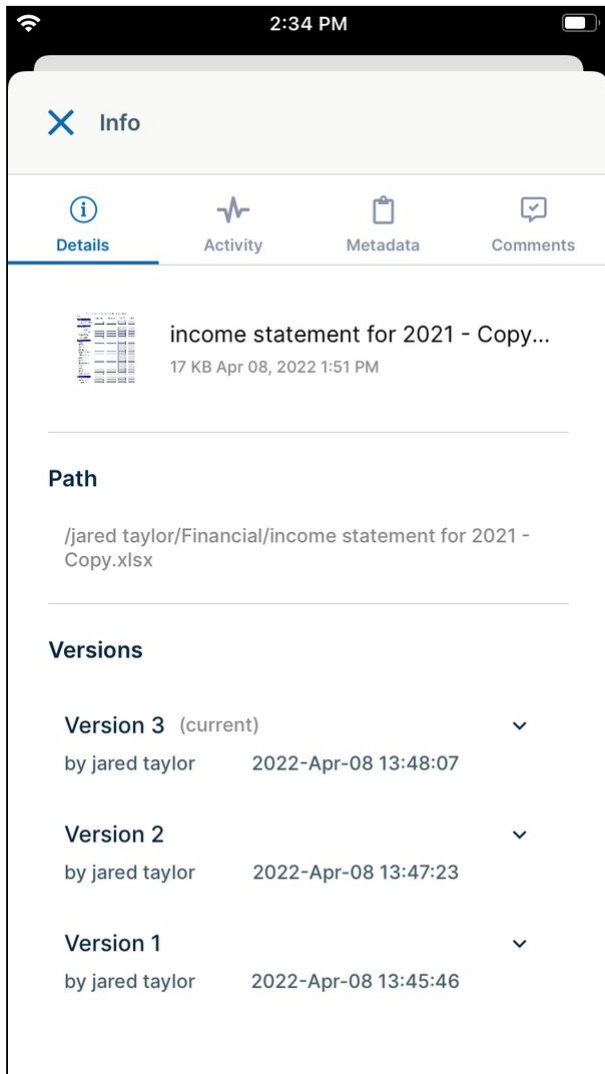 2:34 PM
Info
Details
Activity
Metadata
Comments
income statement for 2021 - Copy...
17 KB Apr 08, 2022 1:51 PM
Path
/jared taylor/Financial/income statement for 2021 -
Copy.xlsx
Versions
Version 3 (current)
by jared taylor 2022-Apr-08 13:48:07
Version 2
by jared taylor 2022-Apr-08 13:47:23
Version 1
by jared taylor 2022-Apr-08 13:45:46